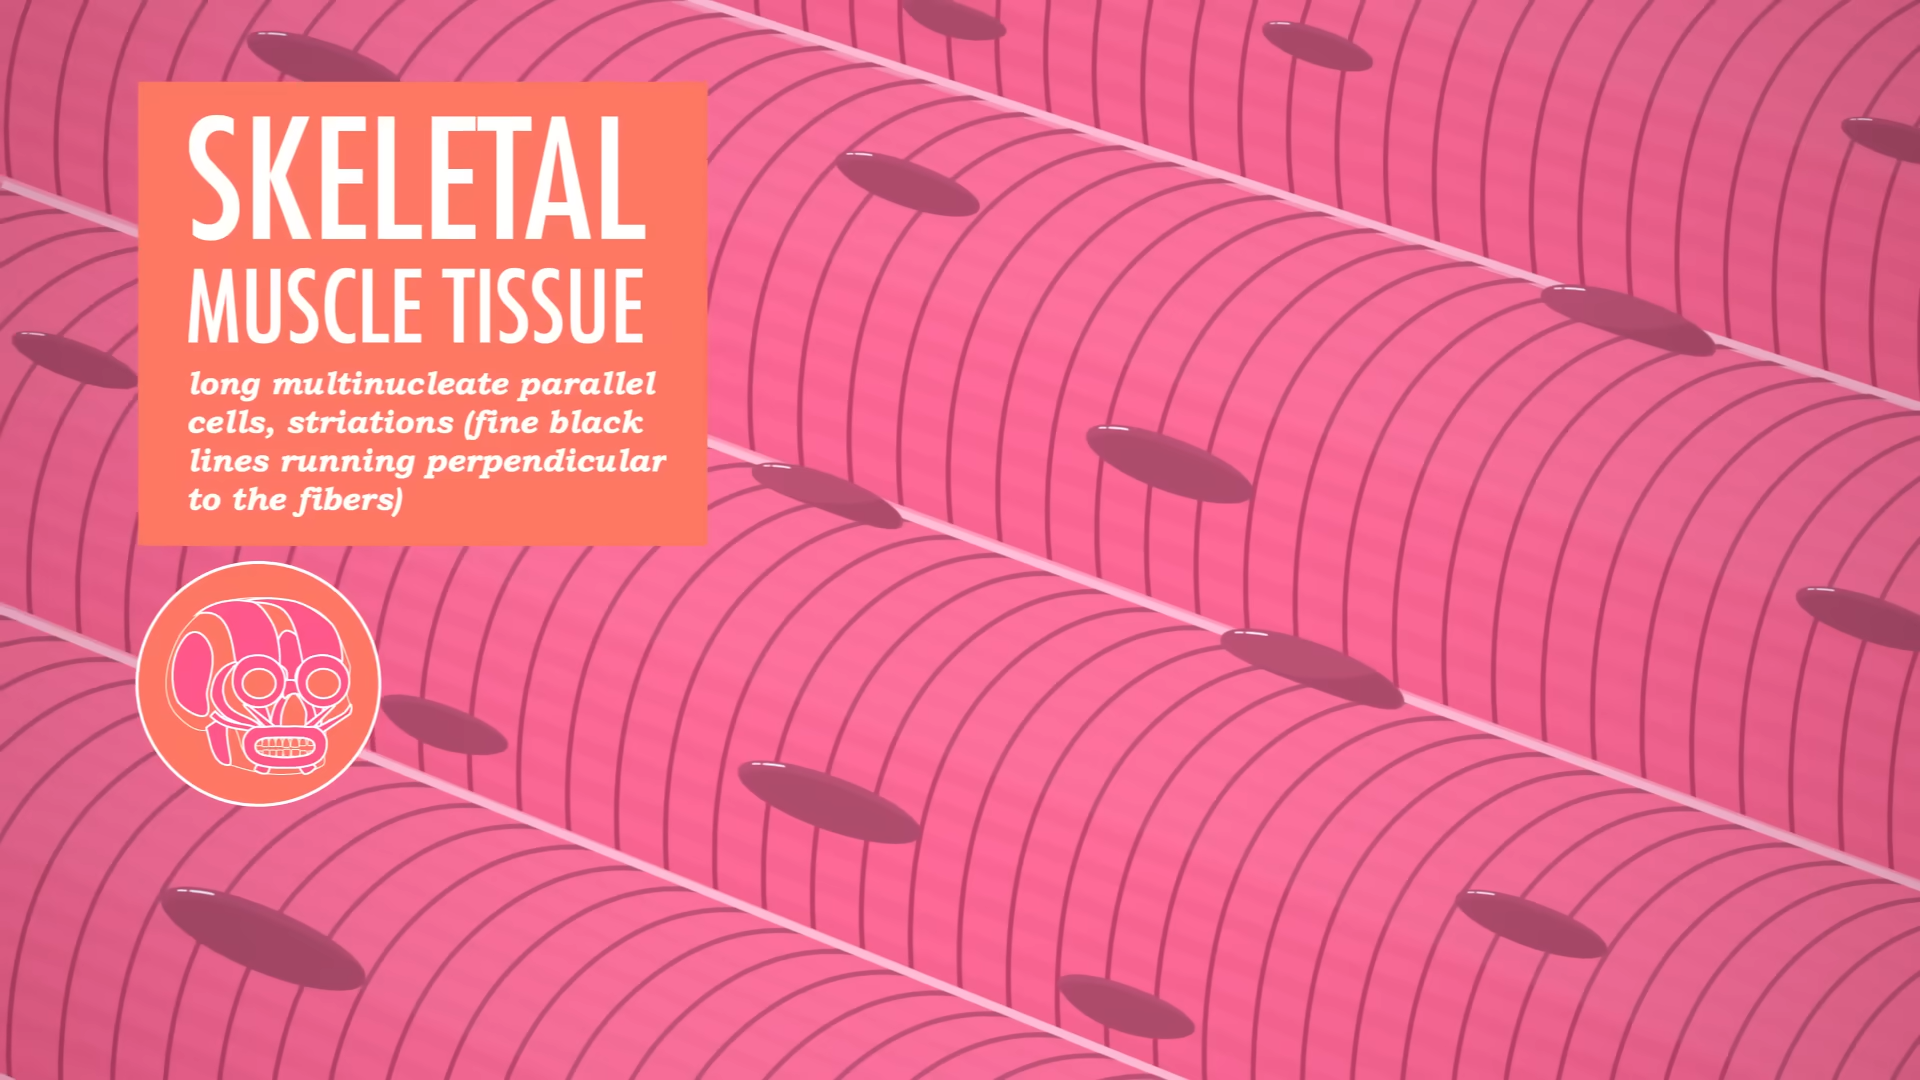 SKELETAL
MUSCLE TISSUE
long multinucleate parallel
cells, striations (fine black
lines running perpendicular
to the fibers)